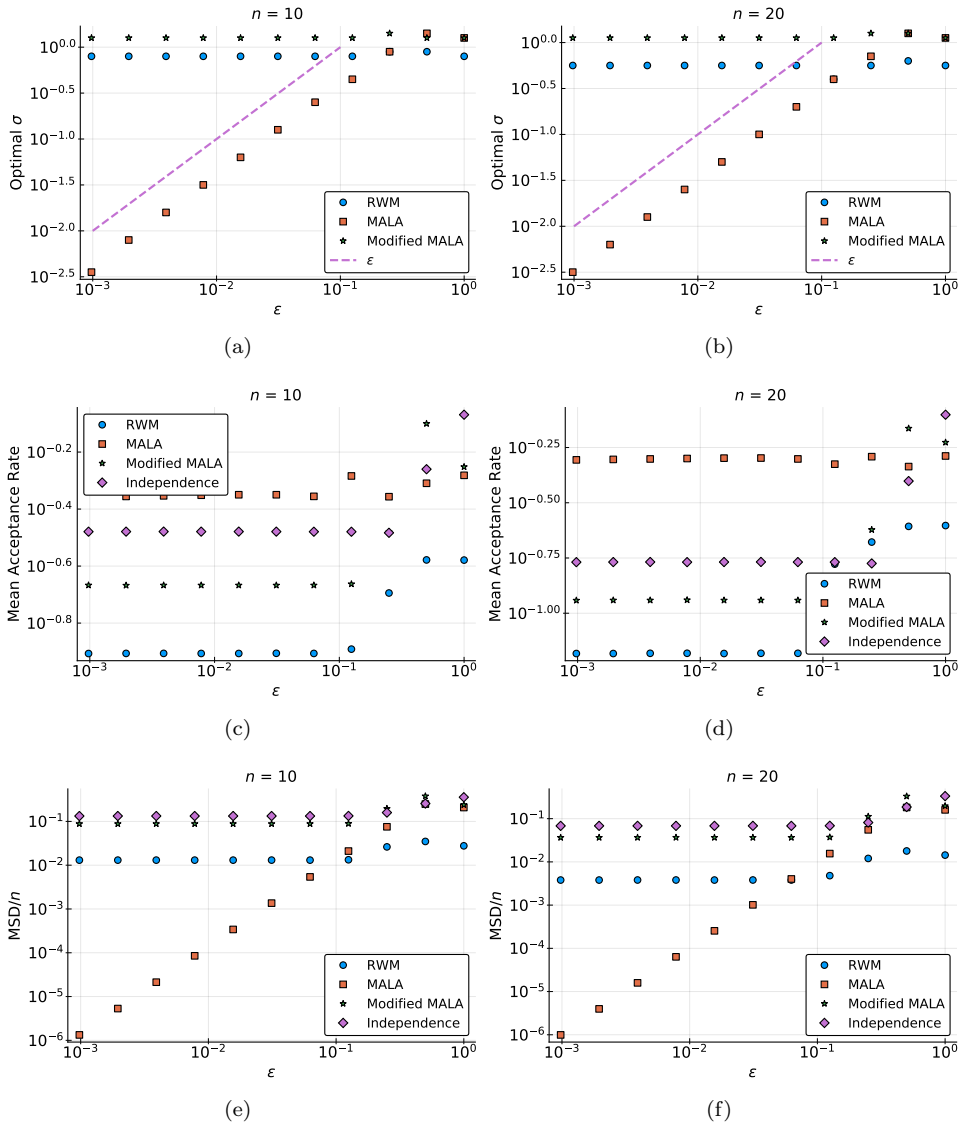 n = 10
n = 20
Optimal σ
10^0.0
10^−0.5
10^−1.0
10^−1.5
10^−2.0
10^−2.5
RWM
MALA
Modified MALA
ε
10^−3
10^−2
10^−1
10^0
ε
(a)
Optimal σ
10^0.0
10^−0.5
10^−1.0
10^−1.5
10^−2.0
10^−2.5
RWM
MALA
Modified MALA
ε
10^−3
10^−2
10^−1
10^0
ε
(b)
n = 10
n = 20
Mean Acceptance Rate
10^−0.2
10^−0.4
10^−0.6
10^−0.8
RWM
MALA
Modified MALA
Independence
10^−3
10^−2
10^−1
10^0
ε
(c)
Mean Acceptance Rate
10^−0.25
10^−0.50
10^−0.75
10^−1.00
RWM
MALA
Modified MALA
Independence
10^−3
10^−2
10^−1
10^0
ε
(d)
n = 10
n = 20
MSD/n
10^−1
10^−2
10^−3
10^−4
10^−5
10^−6
RWM
MALA
Modified MALA
Independence
10^−3
10^−2
10^−1
10^0
ε
(e)
MSD/n
10^−1
10^−2
10^−3
10^−4
10^−5
10^−6
RWM
MALA
Modified MALA
Independence
10^−3
10^−2
10^−1
10^0
ε
(f)